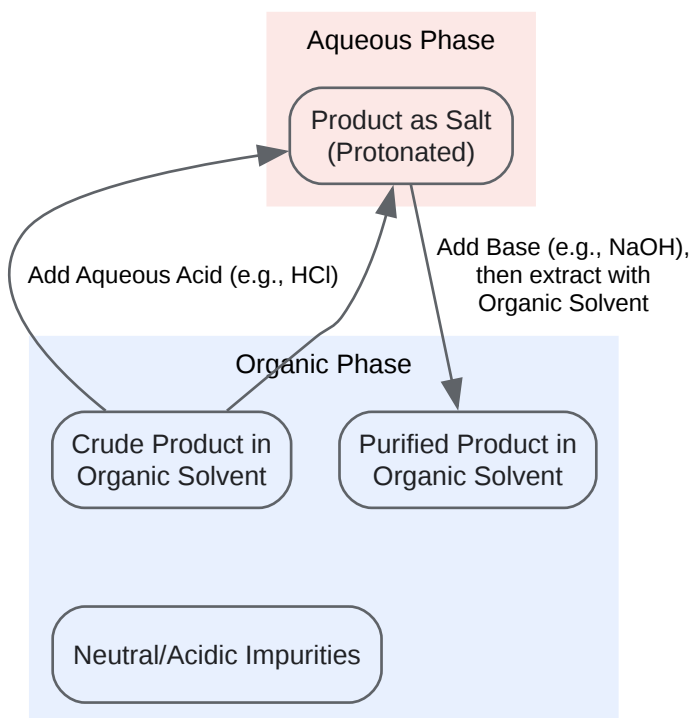 Aqueous Phase
Product as Salt
(Protonated)
Add Aqueous Acid (e.g., HCl)
Add Base (e.g., NaOH),
then extract with
Organic Solvent
Organic Phase
Crude Product in
Organic Solvent
Purified Product in
Organic Solvent
Neutral/Acidic Impurities